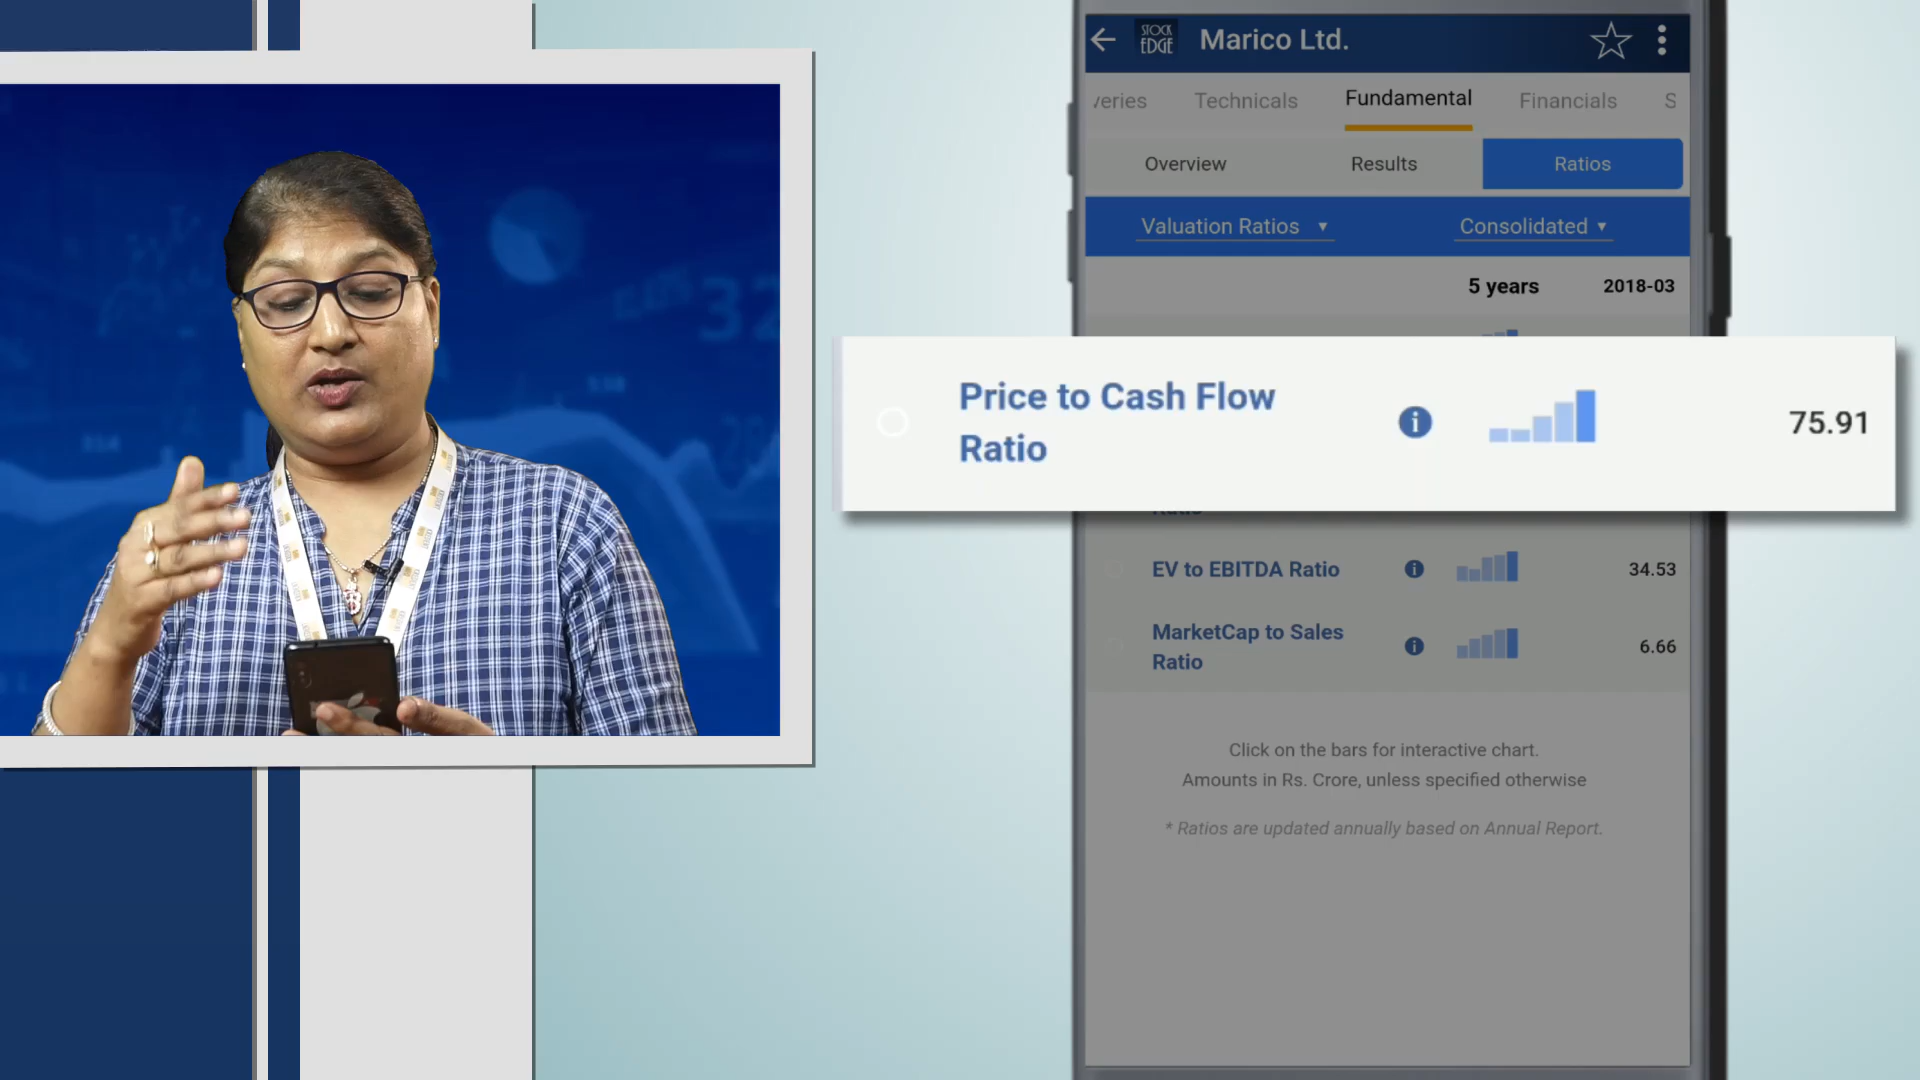 STOCK
EDGE
Marico Ltd.
veries Technicals Fundamental Financials S
Overview Results Ratios
Valuation Ratios Consolidated
5 years 2018-03
Price to Cash Flow
Ratio
75.91
Ratio
EV to EBITDA Ratio 34.53
MarketCap to Sales
Ratio
6.66
Click on the bars for interactive chart.
Amounts in Rs. Crore, unless specified otherwise
* Ratios are updated annually based on Annual Report.
32